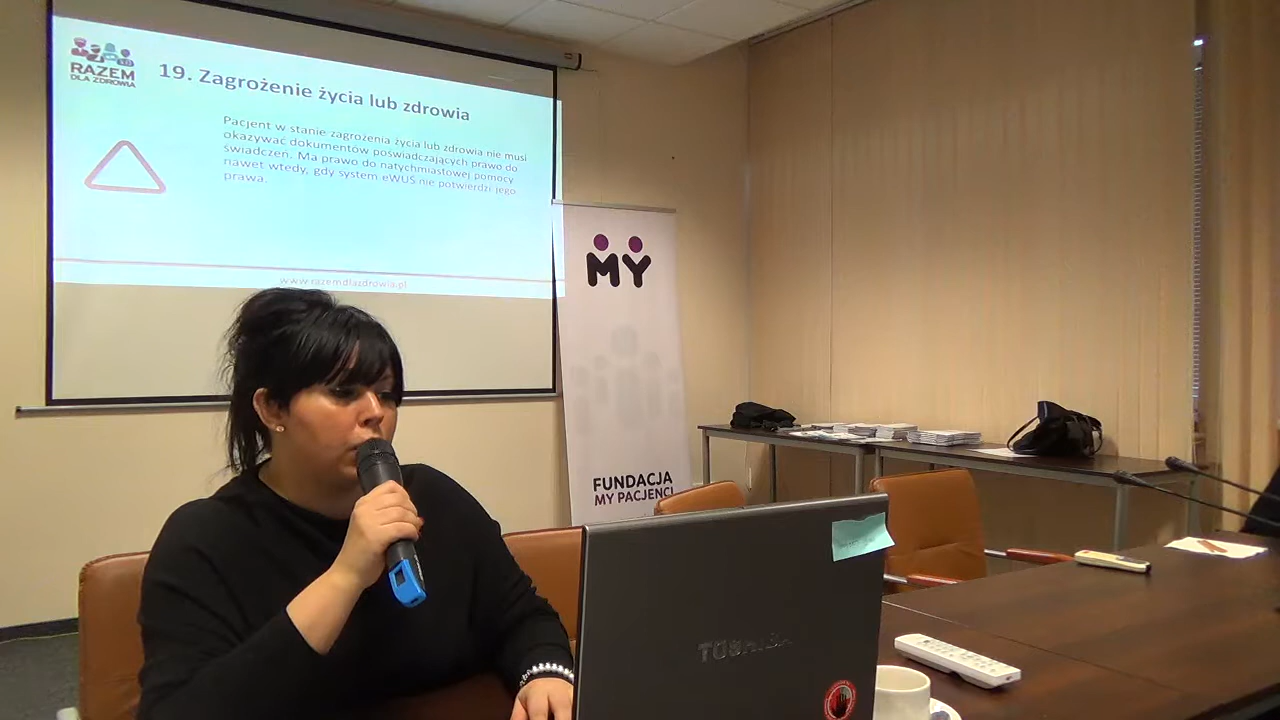 RAZEM
DLA ZDROWIA
19. Zagrożenie życia lub zdrowia
Pacjent w stanie zagrożenia życia lub zdrowia nie musi
okazywać dokumentów poświadczających prawo do
świadczeń. Ma prawo do natychmiastowej pomocy
nawet wtedy, gdy system eWUŚ nie potwierdzi jego
prawa.
www.razemdlazdrowia.pl
MY
FUNDACJA
MY PACJENCI
TOSHIBA